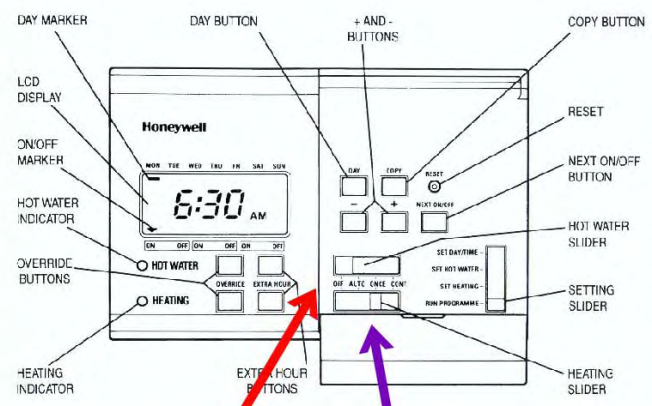 DAY MARKER
DAY BUTTON
+ AND -
BUTTONS
COPY BUTTON
LCD
DISPLAY
ON/OFF
MARKER
HOT WATER
INDICATOR
OVERRIDE
BUTTONS
HEATING
INDICATOR
Honeywell
MON TUE WED THU FRI SAT SUN
6:30 AM
ON OFF ON OFF ON OFF
HOT WATER
OVERRIDE EXTRA HOUR
HEATING
EXTRA HOUR
BUTTONS
DAY COPY RESET
- + NEXT ON/OFF
OFF ALTC ONCE CONT
SET DAY/TIME -
SET HOT WATER -
SET HEATING -
RUN PROGRAMME -
RESET
NEXT ON/OFF
BUTTON
HOT WATER
SLIDER
SETTING
SLIDER
HEATING
SLIDER